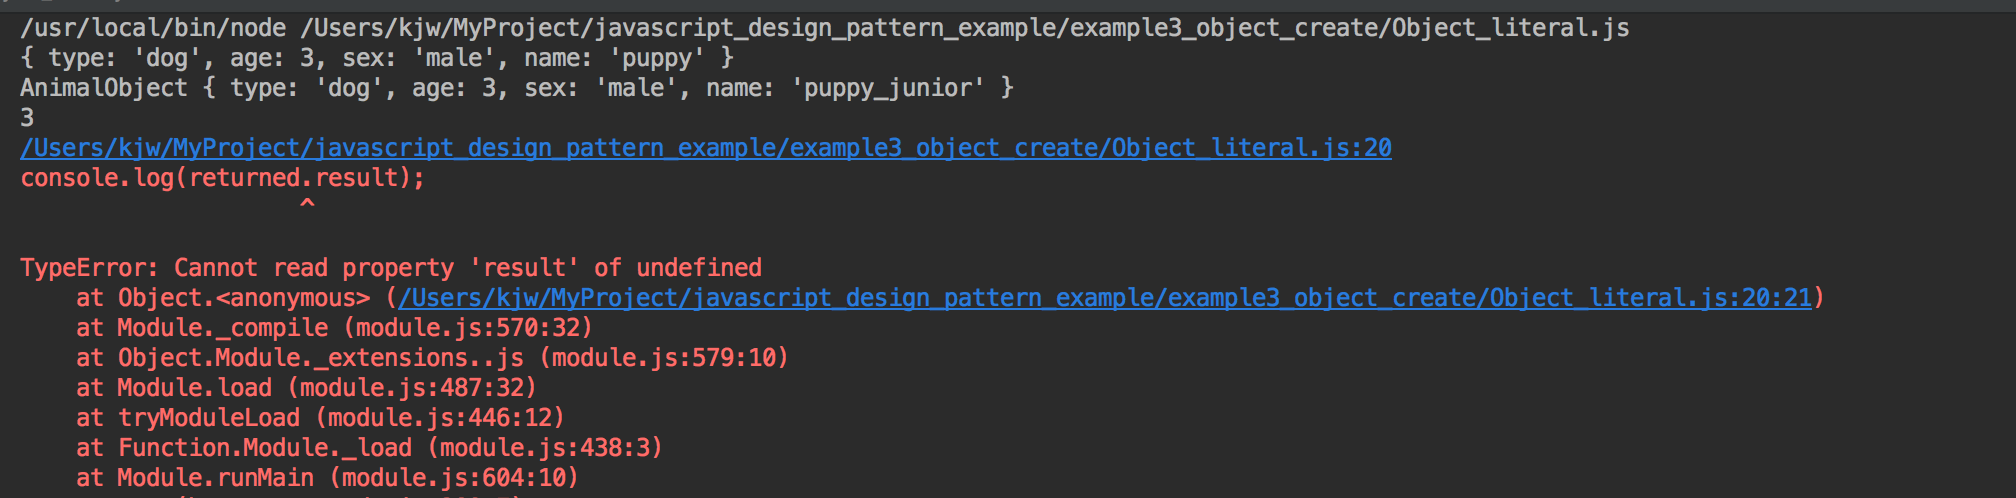 /usr/local/bin/node /Users/kjw/MyProject/javascript_design_pattern_example/example3_object_create/Object_literal.js
{ type: 'dog', age: 3, sex: 'male', name: 'puppy' }
AnimalObject { type: 'dog', age: 3, sex: 'male', name: 'puppy_junior' }
3
/Users/kjw/MyProject/javascript_design_pattern_example/example3_object_create/Object_literal.js:20
console.log(returned.result);
^
TypeError: Cannot read property 'result' of undefined
at Object.<anonymous> (/Users/kjw/MyProject/javascript_design_pattern_example/example3_object_create/Object_literal.js:20:21)
at Module._compile (module.js:570:32)
at Object.Module._extensions..js (module.js:579:10)
at Module.load (module.js:487:32)
at tryModuleLoad (module.js:446:12)
at Function.Module._load (module.js:438:3)
at Module.runMain (module.js:604:10)